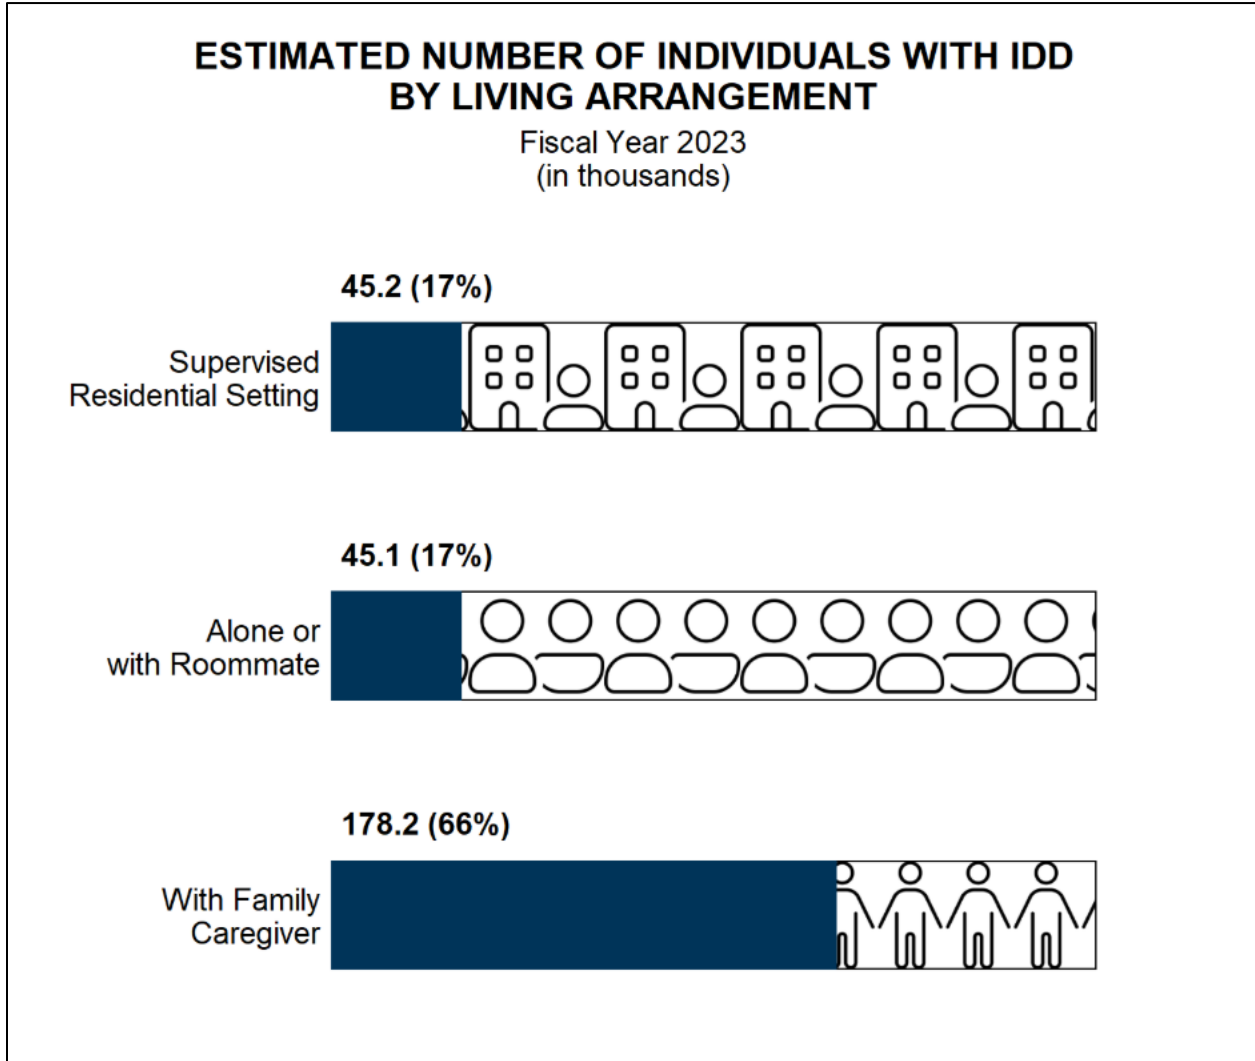 ESTIMATED NUMBER OF INDIVIDUALS WITH IDD
BY LIVING ARRANGEMENT
Fiscal Year 2023
(in thousands)
45.2 (17%)
Supervised
Residential Setting
45.1 (17%)
Alone or
with Roommate
178.2 (66%)
With Family
Caregiver